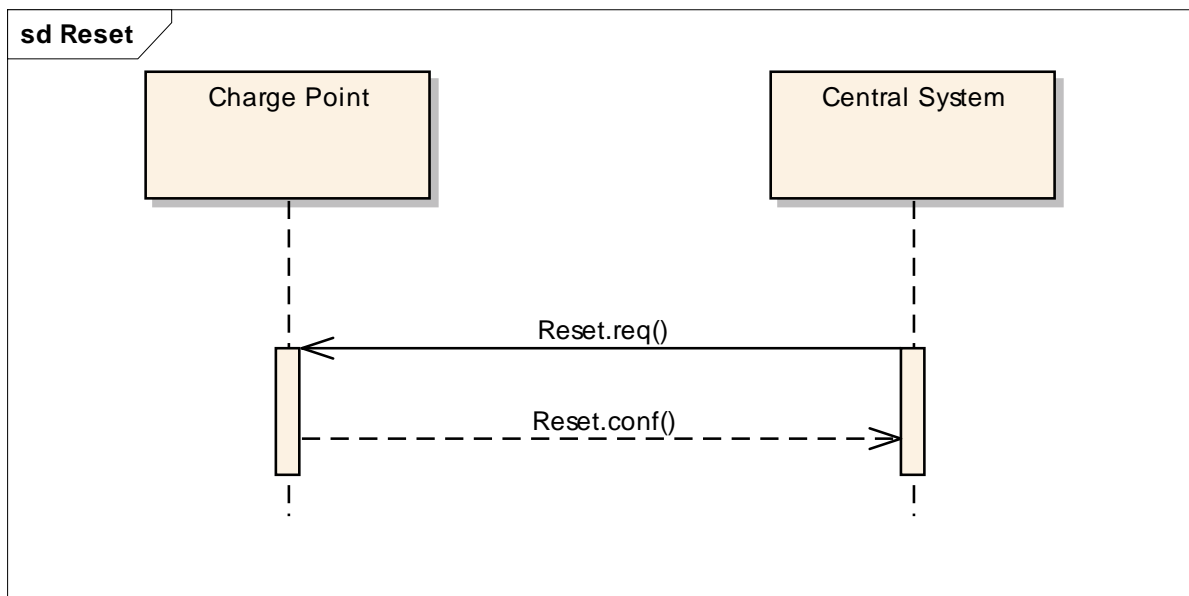 sd Reset
Charge Point
Central System
Reset.req()
Reset.conf()